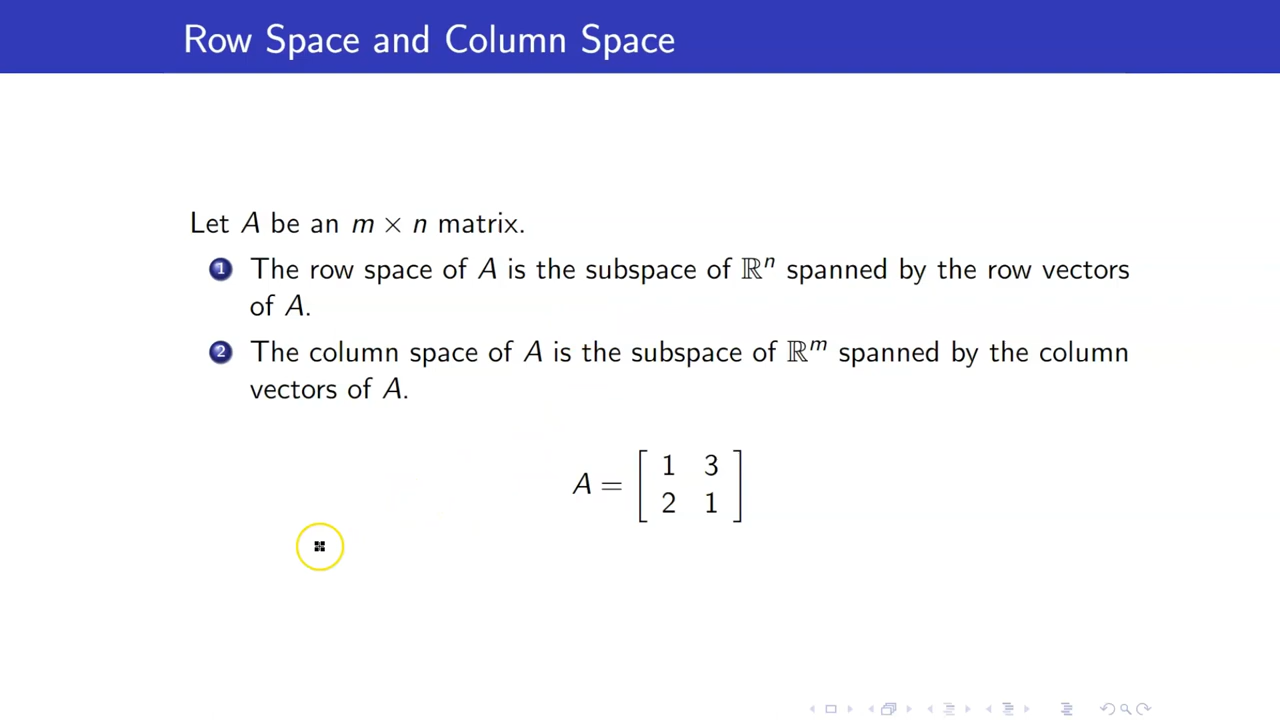 Row Space and Column Space
Let A be an m × n matrix.
1 The row space of A is the subspace of ℝⁿ spanned by the row vectors
of A.
2 The column space of A is the subspace of ℝᵐ spanned by the column
vectors of A.
A = [ 1 3
2 1 ]